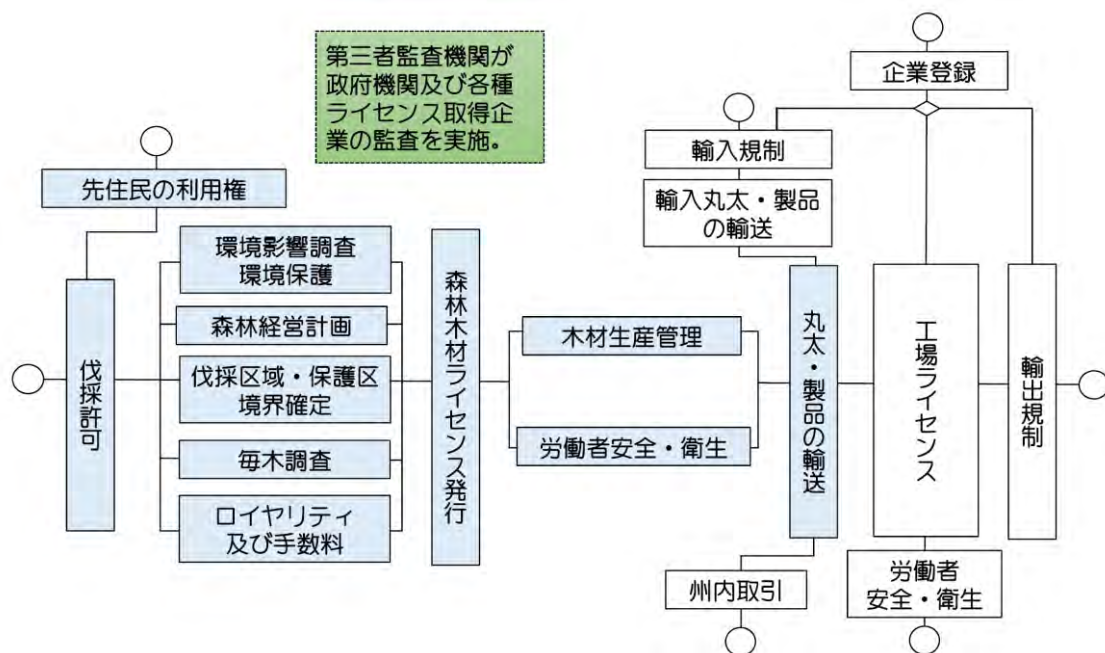 第三者監査機関が
政府機関及び各種
ライセンス取得企
業の監査を実施。
企業登録
輸入規制
輸入丸太・製品
の輸送
先住民の利用権
伐採許可
環境影響調査
環境保護
森林経営計画
伐採区域・保護区
境界確定
毎木調査
ロイヤリティ
及び手数料
森林木材ライセンス発行
木材生産管理
労働者安全・衛生
丸太・製品の輸送
工場ライセンス
輸出規制
州内取引
労働者
安全・衛生